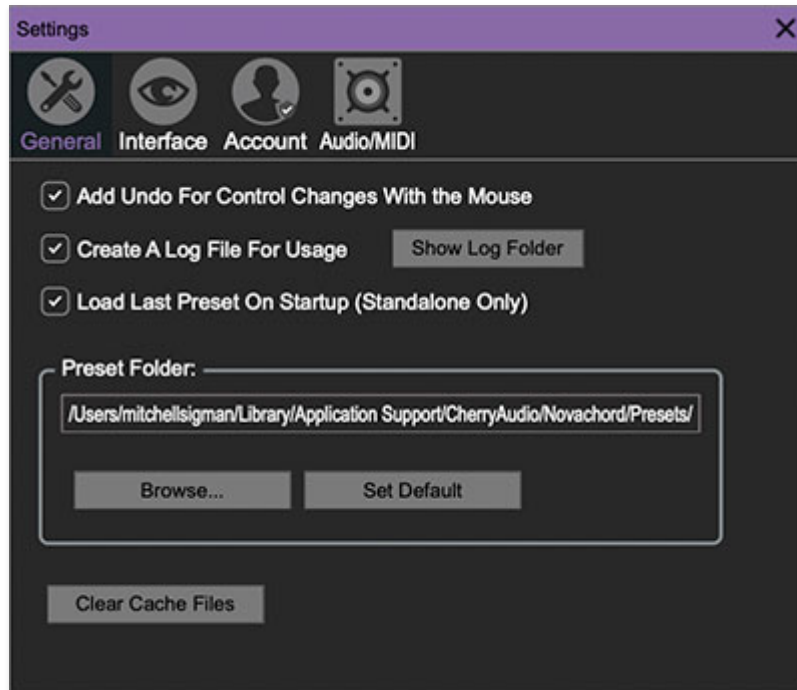 Settings
General Interface Account Audio/MIDI
Add Undo For Control Changes With the Mouse
Create A Log File For Usage Show Log Folder
Load Last Preset On Startup (Standalone Only)
Preset Folder:
/Users/mitchellsigman/Library/Application Support/CherryAudio/Novachord/Presets/
Browse... Set Default
Clear Cache Files